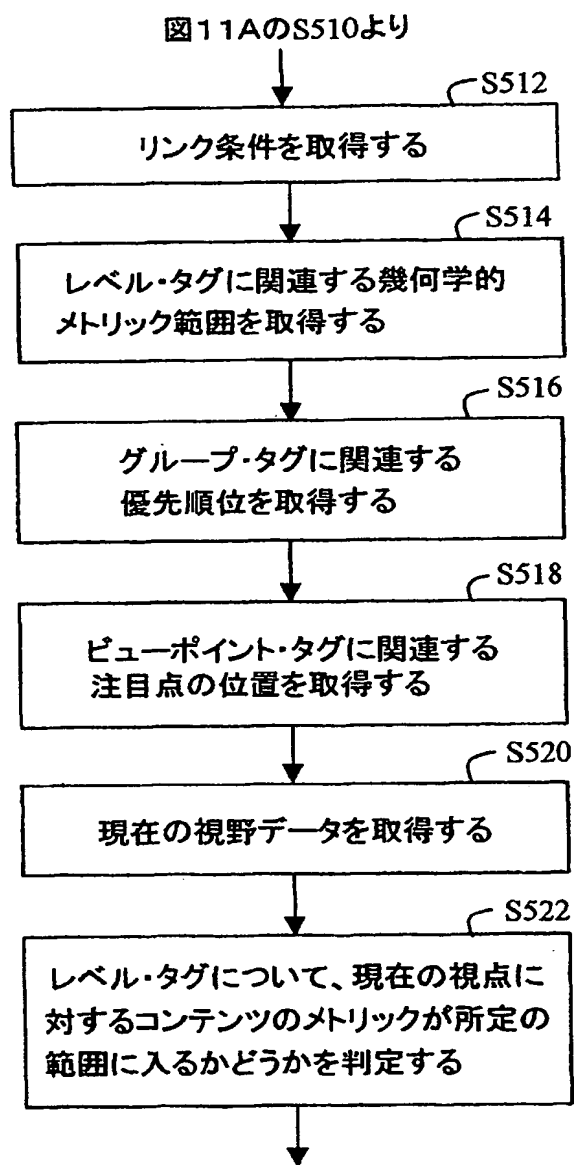 図11AのS510より
S512
リンク条件を取得する
S514
レベル・タグに関連する幾何学的
メトリック範囲を取得する
S516
グループ・タグに関連する
優先順位を取得する
S518
ビューポイント・タグに関連する
注目点の位置を取得する
S520
現在の視野データを取得する
S522
レベル・タグについて、現在の視点に
対するコンテンツのメトリックが所定の
範囲に入るかどうかを判定する